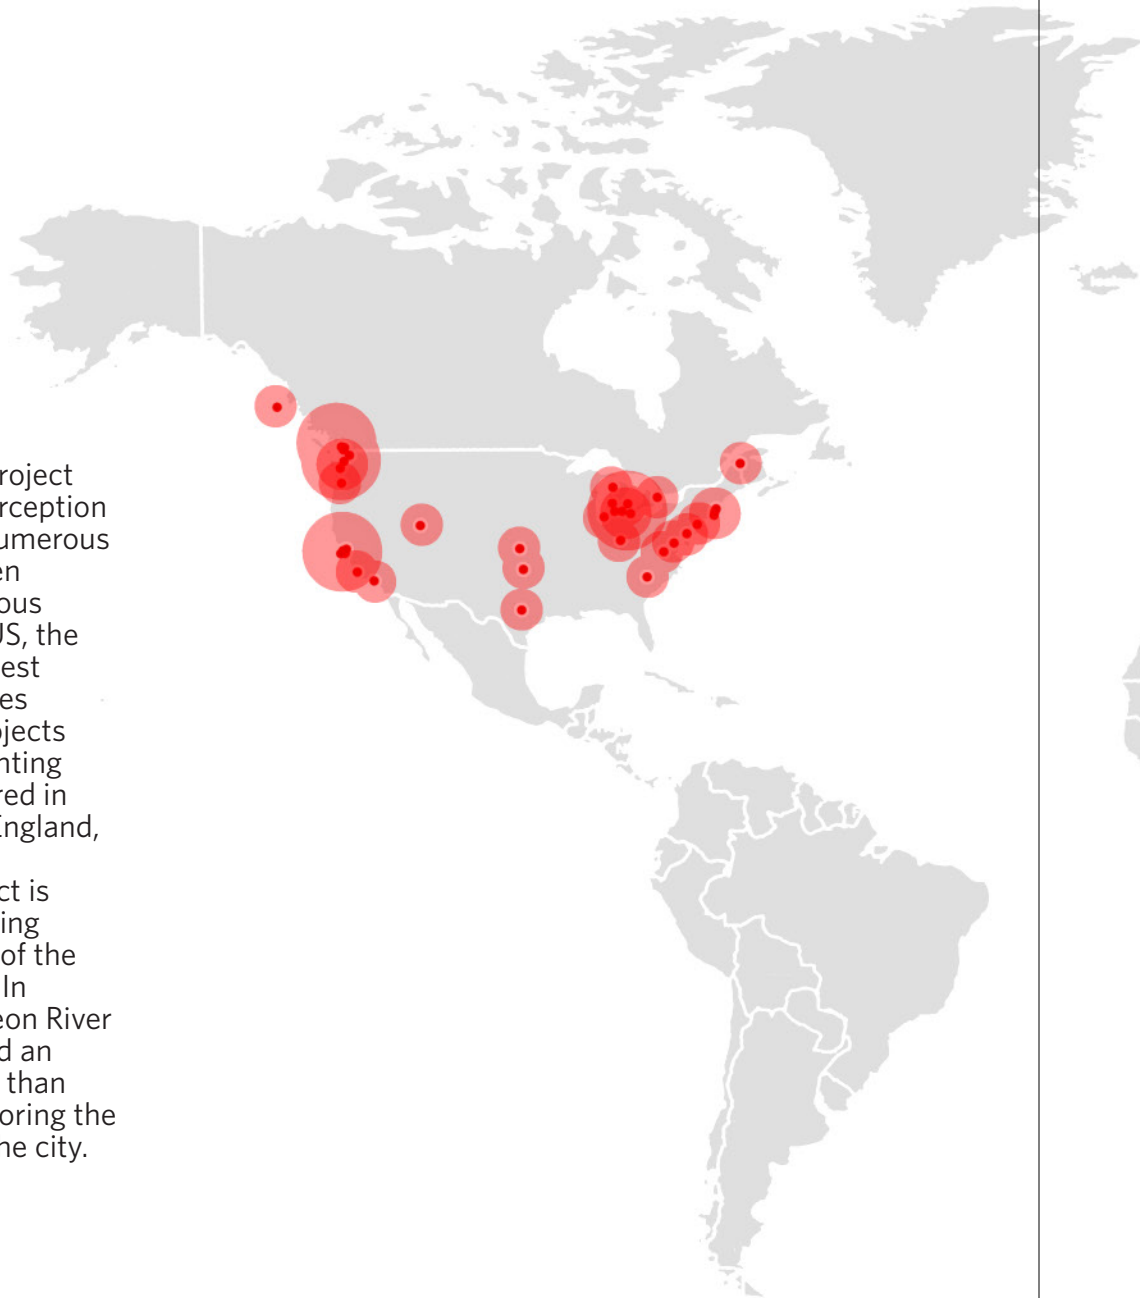 roject
rception
umerous
en
ous
US, the
est
es
jects
nting
red in
England,
ct is
ing
of the
In
eon River
d an
than
oring the
he city.